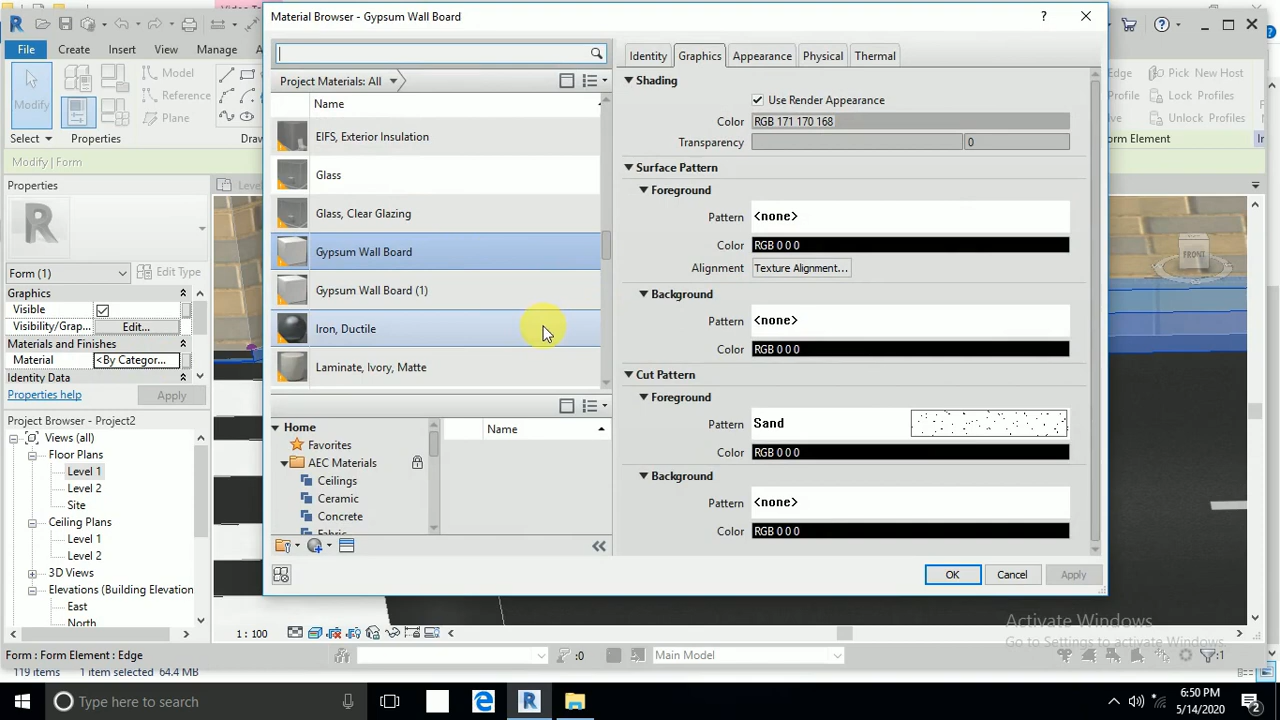 Material Browser - Gypsum Wall Board
File Create Insert View Manage
Modify
Model
Reference
Plane
Select Properties
Modify | Form
Properties
Form (1) Edit Type
Graphics
Visible
Visibility/Grap... Edit...
Materials and Finishes
Material <By Categor...
Identity Data
Properties help Apply
Project Browser - Project2
Views (all)
Floor Plans
Level 1
Level 2
Site
Ceiling Plans
Level 1
Level 2
3D Views
Elevations (Building Elevation
East
North
Project Materials: All
Name
EIFS, Exterior Insulation
Glass
Glass, Clear Glazing
Gypsum Wall Board
Gypsum Wall Board (1)
Iron, Ductile
Laminate, Ivory, Matte
Home
Favorites
AEC Materials
Ceilings
Ceramic
Concrete
Fabric
Name
Identity Graphics Appearance Physical Thermal
Shading
Use Render Appearance
Color RGB 171 170 168
Transparency 0
Surface Pattern
Foreground
Pattern <none>
Color RGB 0 0 0
Alignment Texture Alignment...
Background
Pattern <none>
Color RGB 0 0 0
Cut Pattern
Foreground
Pattern Sand
Color RGB 0 0 0
Background
Pattern <none>
Color RGB 0 0 0
OK Cancel Apply
Edge Pick New Host
Profile Lock Profiles
Unlock Profiles
Form Element
FRONT
Activate Windows
Go to Settings to activate Windows.
1 : 100
Form : Form Element : Edge :0 Main Model :1
119 items 1 item selected 64.4 MB
Type here to search
6:50 PM
5/14/2020
2